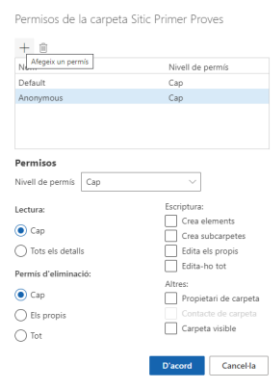 Permisos de la carpeta Sitic Primer Proves
Afegeix un permís
Nivell de permís
Default Cap
Anonymous Cap
Permisos
Nivell de permís Cap
Lectura:
Cap
Tots els detalls
Permís d'eliminació:
Cap
Els propis
Tot
Escriptura:
Crea elements
Crea subcarpetes
Edita els propis
Edita-ho tot
Altres:
Propietari de carpeta
Contacte de carpeta
Carpeta visible
D'acord Cancel·la